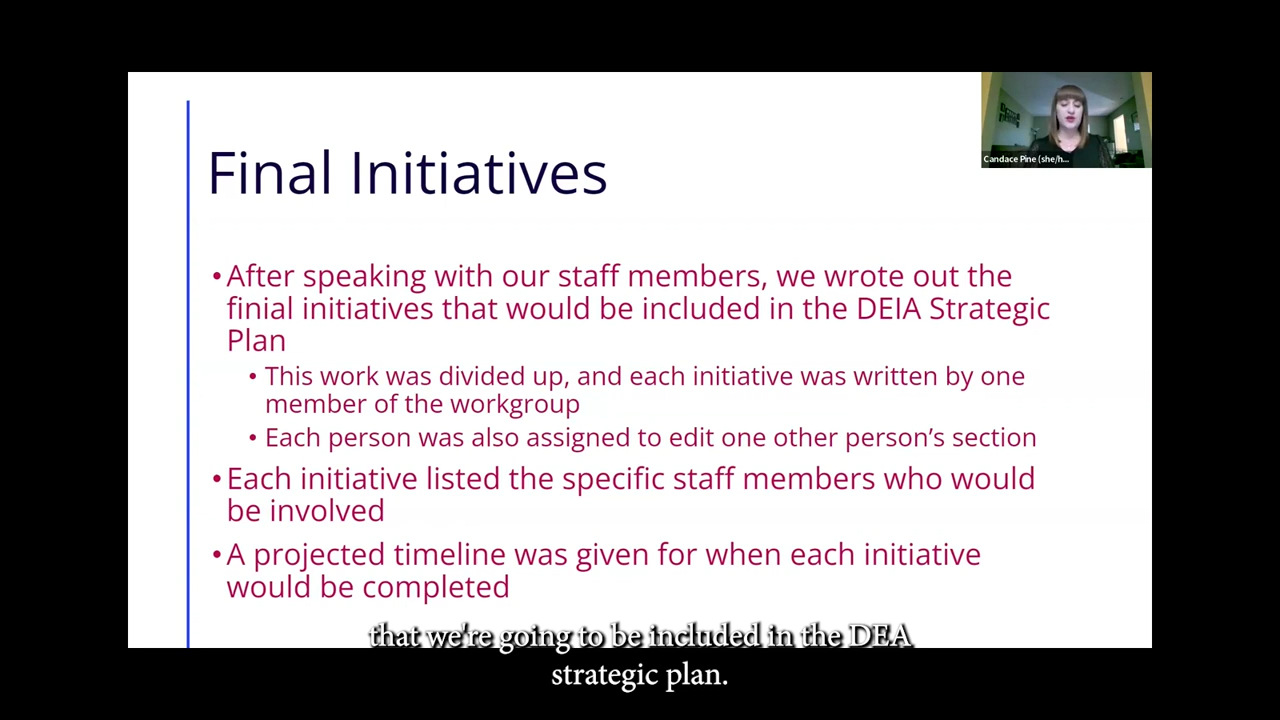 Candace Pine (she/h...
Final Initiatives
• After speaking with our staff members, we wrote out the
finial initiatives that would be included in the DEIA Strategic
Plan
• This work was divided up, and each initiative was written by one
member of the workgroup
• Each person was also assigned to edit one other person’s section
• Each initiative listed the specific staff members who would
be involved
• A projected timeline was given for when each initiative
would be completed
that we're going to be included in the DEA
strategic plan.